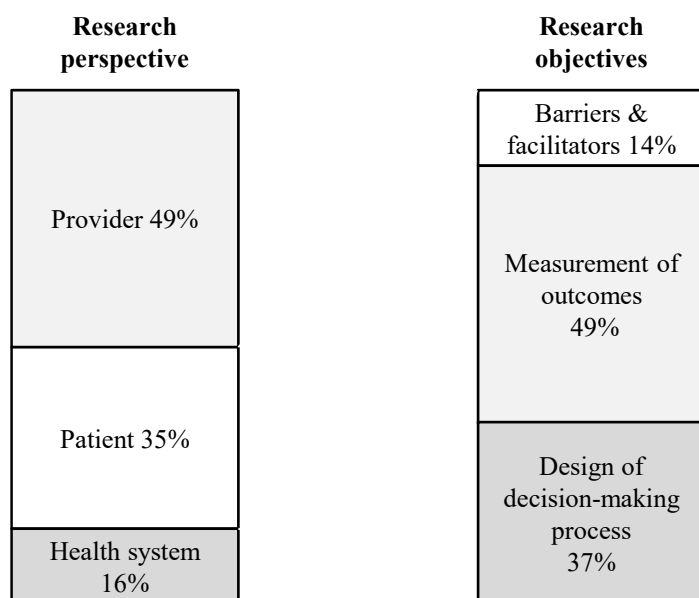 Research
perspective
Provider 49%
Patient 35%
Health system
16%
Research
objectives
Barriers &
facilitators 14%
Measurement of
outcomes
49%
Design of
decision-making
process
37%